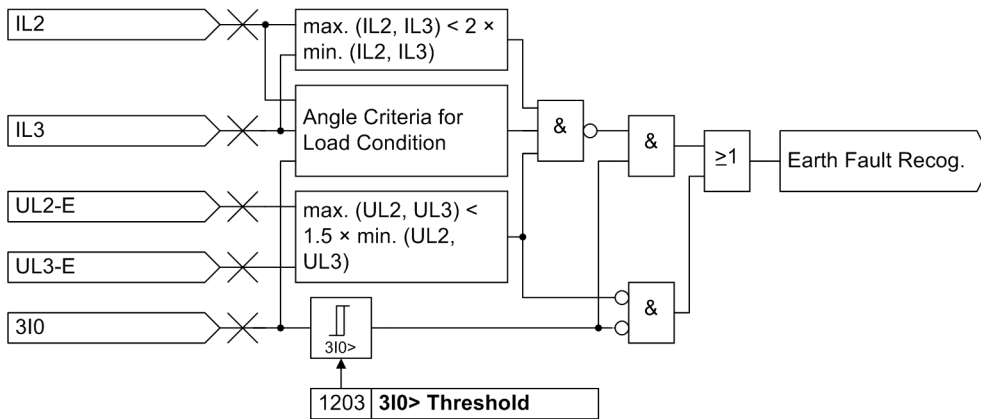 IL2
max. (IL2, IL3) < 2 ×
min. (IL2, IL3)
IL3
Angle Criteria for
Load Condition
&
&
≥1
Earth Fault Recog.
UL2-E
max. (UL2, UL3) <
1.5 × min. (UL2,
UL3)
UL3-E
3I0
3I0>
&
1203 3I0> Threshold